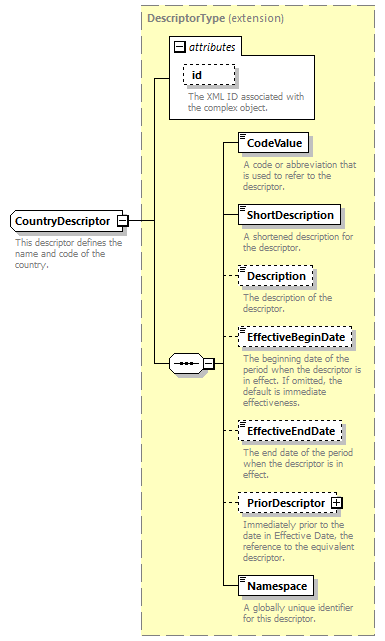 DescriptorType (extension)
attributes
id
The XML ID associated with
the complex object.
CountryDescriptor
This descriptor defines the
name and code of the
country.
CodeValue
A code or abbreviation that
is used to refer to the
descriptor.
ShortDescription
A shortened description for
the descriptor.
Description
The description of the
descriptor.
EffectiveBeginDate
The beginning date of the
period when the descriptor is
in effect. If omitted, the
default is immediate
effectiveness.
EffectiveEndDate
The end date of the period
when the descriptor is in
effect.
PriorDescriptor
Immediately prior to the
date in Effective Date, the
reference to the equivalent
descriptor.
Namespace
A globally unique identifier
for this descriptor.